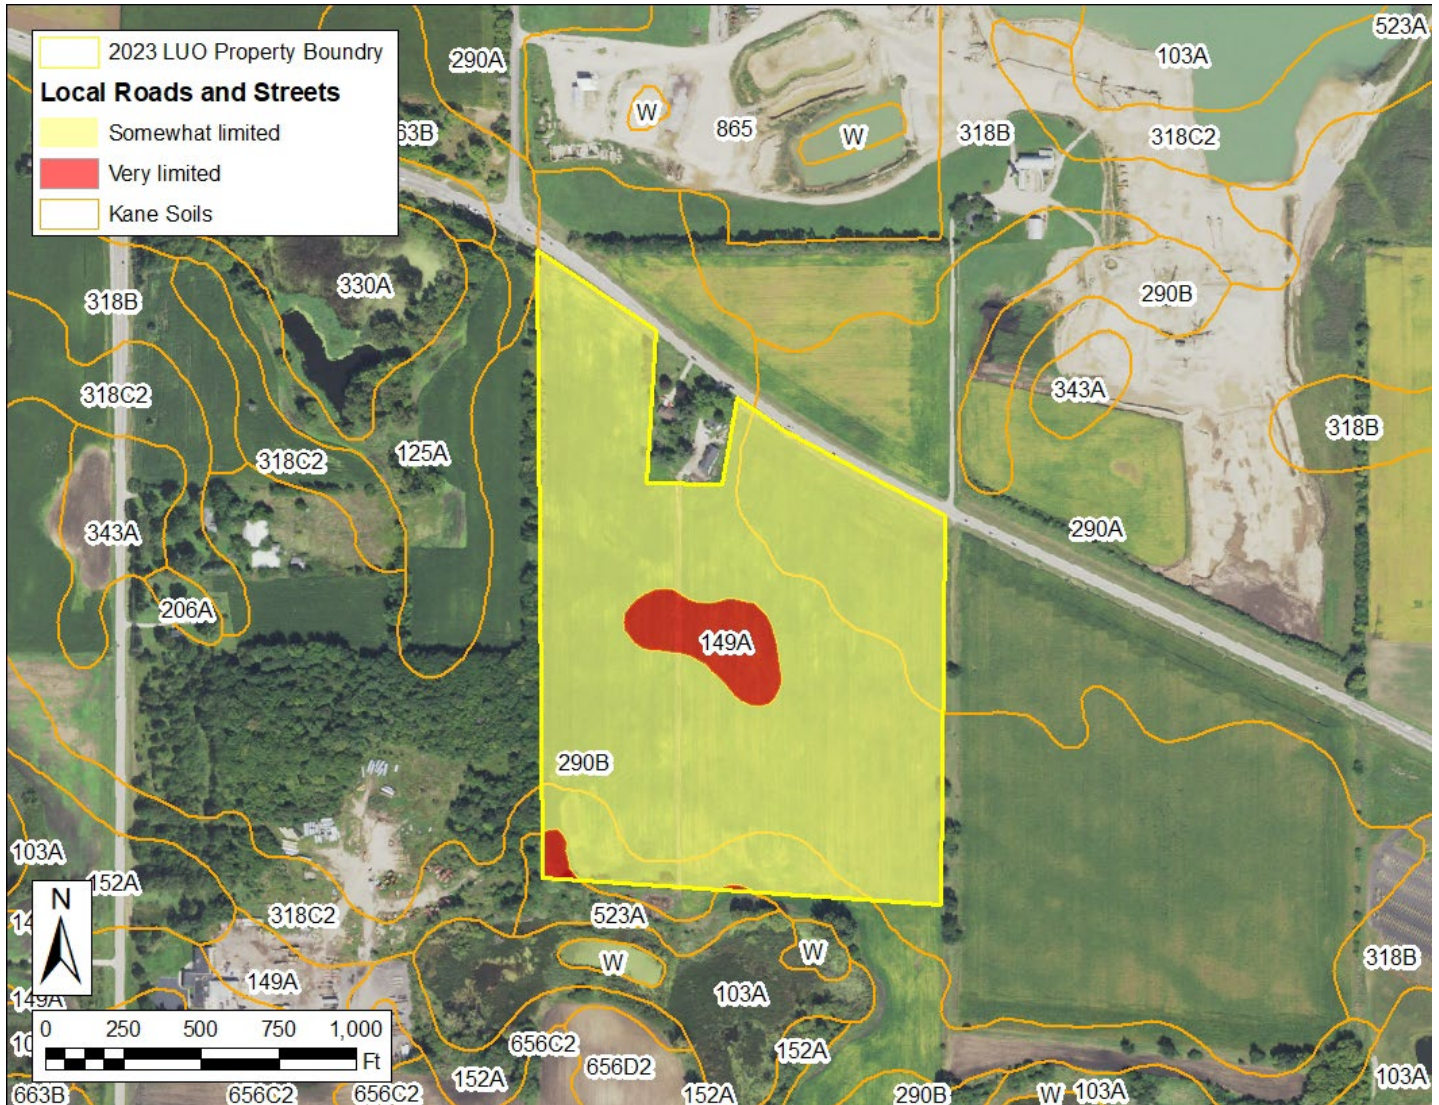 2023 LUO Property Boundry
Local Roads and Streets
Somewhat limited
Very limited
Kane Soils
523A
290A
103A
W
63B
865
W
318B
318C2
330A
318B
290B
318C2
343A
318B
318C2
125A
343A
290A
206A
149A
290B
103A
152A
N
318C2
523A
W
W
318B
149A
103A
149A
0 250 500 750 1,000
Ft
656C2
152A
656D2
152A
103A
663B
656C2
656C2
152A
290B
W
103A